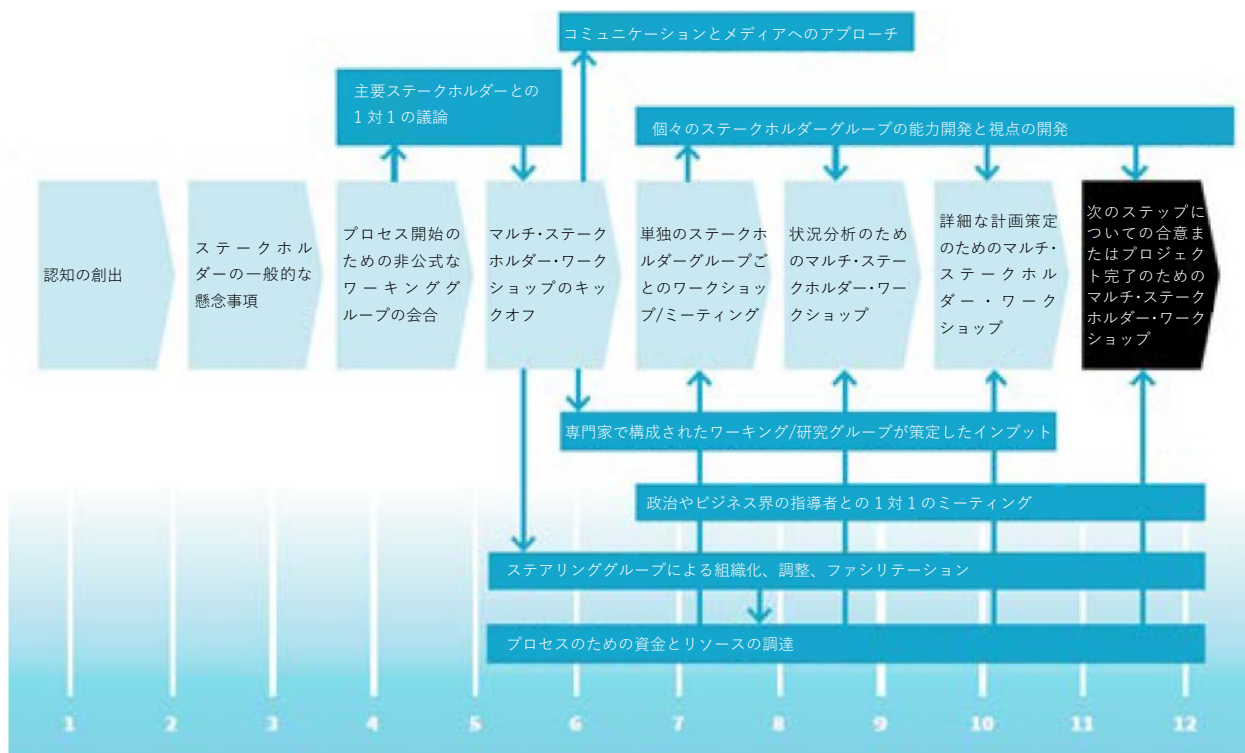 コミュニケーションとメディアへのアプローチ
主要ステークホルダーとの
1対1の議論
個々のステークホルダーグループの能力開発と視点の開発
認知の創出
ステークホル
ダーの一般的な
懸念事項
プロセス開始の
ための非公式な
ワーキンググ
ループの会合
マルチ・ステーク
ホルダー・ワーク
ショップのキッ
クオフ
単独のステークホ
ルダーグループご
とのワークショッ
プ/ミーティング
状況分析のため
のマルチ・ステー
クホルダー・ワー
クショップ
詳細な計画策定
のためのマルチ・
ステークホル
ダー・ワーク
ショップ
次のステップに
ついての合意ま
たはプロジェク
ト完了のための
マルチ・ステーク
ホルダー・ワーク
ショップ
専門家で構成されたワーキング/研究グループが策定したインプット
政治やビジネス界の指導者との1対1のミーティング
ステアリンググループによる組織化、調整、ファシリテーション
プロセスのための資金とリソースの調達
1 2 3 4 5 6 7 8 9 10 11 12